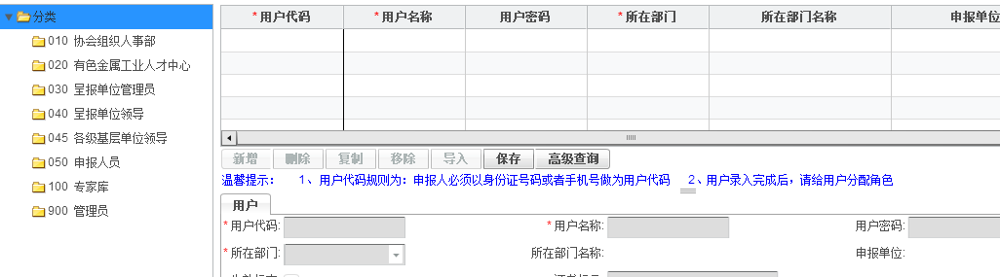 分类
010 协会组织人事部
020 有色金属工业人才中心
030 呈报单位管理员
040 呈报单位领导
045 各级基层单位领导
050 申报人员
100 专家库
900 管理员
* 用户代码 * 用户名称 用户密码 * 所在部门 所在部门名称 申报单位
新增 删除 复制 移除 导入 保存 高级查询
温馨提示： 1、用户代码规则为：申报人必须以身份证号码或者手机号做为用户代码 2、用户录入完成后，请给用户分配角色
用户
* 用户代码: * 用户名称: 用户密码:
* 所在部门: 所在部门名称: 申报单位: